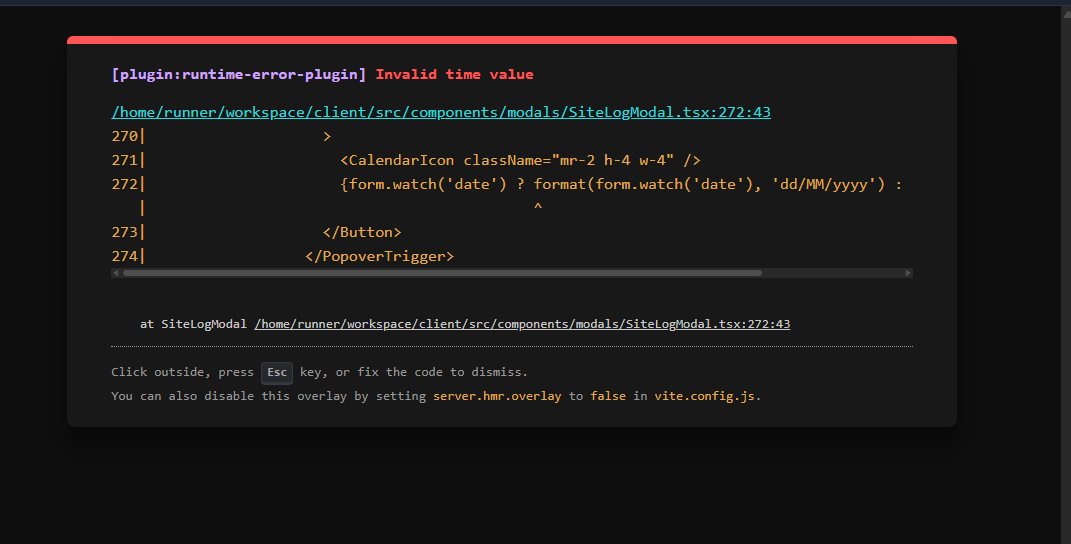 [plugin:runtime-error-plugin] Invalid time value
/home/runner/workspace/client/src/components/modals/SiteLogModal.tsx:272:43
270|                     >
271|                       <CalendarIcon className="mr-2 h-4 w-4" />
272|                       {form.watch('date') ? format(form.watch('date'), 'dd/MM/yyyy') :
   |                                             ^
273|                     </Button>
274|                   </PopoverTrigger>
at SiteLogModal /home/runner/workspace/client/src/components/modals/SiteLogModal.tsx:272:43
Click outside, press Esc key, or fix the code to dismiss.
You can also disable this overlay by setting server.hmr.overlay to false in vite.config.js.